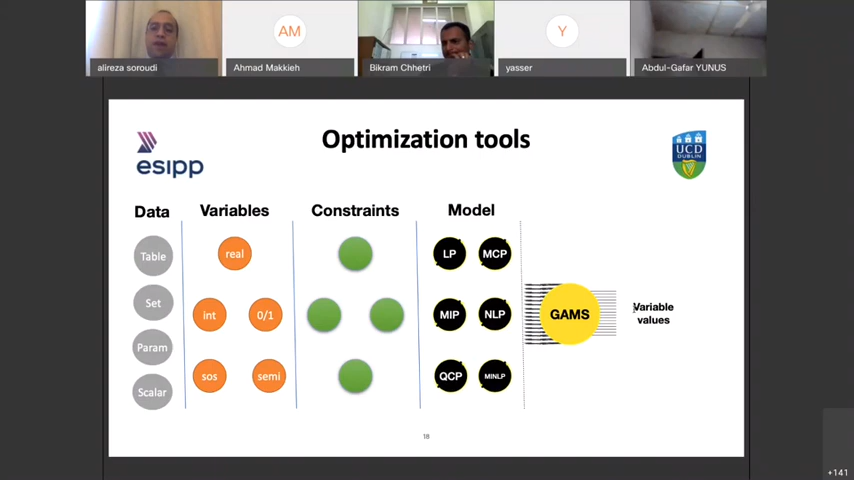 AM
Y
alireza soroudi
Ahmad Makkieh
Bikram Chhetri
yasser
Abdul-Gafar YUNUS
Optimization tools
esipp
UCD
DUBLIN
Data
Variables
Constraints
Model
Table
Set
Param
Scalar
real
int
0/1
sos
semi
LP
MCP
MIP
NLP
QCP
MINLP
GAMS
Variable
values
18
+141